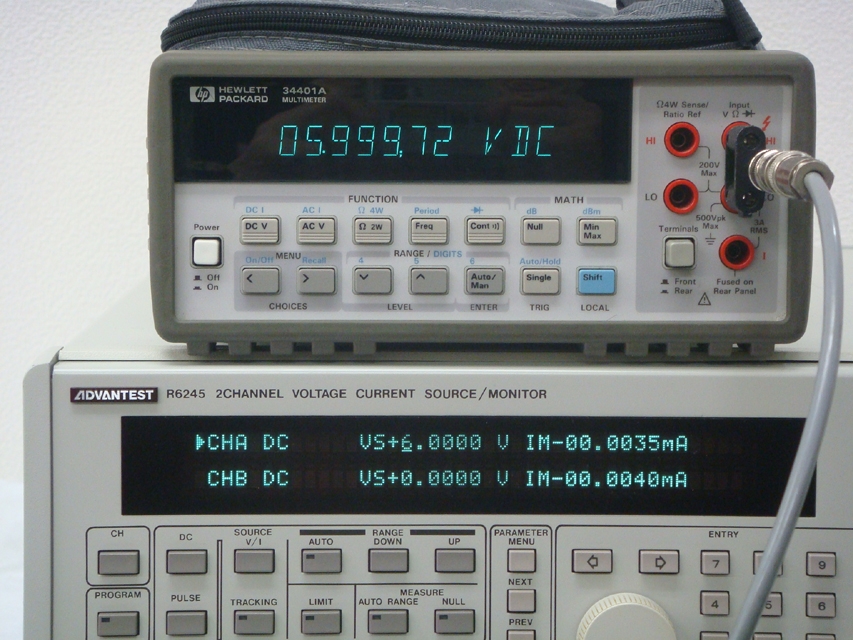 hp HEWLETT PACKARD 34401A MULTIMETER
05.999,72 V DC
Ω4W Sense/ Ratio Ref
Input V Ω
HI HI
200V Max
LO LO
500Vpk Max
3A RMS
Terminals
I
Front Rear
Fused on Rear Panel
FUNCTION MATH
Power
DC I AC I Ω 4W Period dB dBm
DC V AC V Ω 2W Freq Cont Null Min Max
Off On
On/Off MENU Recall RANGE / DIGITS Auto/Hold
4 5 6
< > Auto/ Man Single Shift
CHOICES LEVEL ENTER TRIG LOCAL
ADVANTEST R6245 2CHANNEL VOLTAGE CURRENT SOURCE/MONITOR
CHA DC VS+6.0000 V IM-00.0035mA
CHB DC VS+0.0000 V IM-00.0040mA
CH DC SOURCE V/I AUTO RANGE DOWN UP PARAMETER MENU ENTRY
7 9
NEXT
PROGRAM PULSE TRACKING LIMIT MEASURE AUTO RANGE NULL
4 5 6
PREV